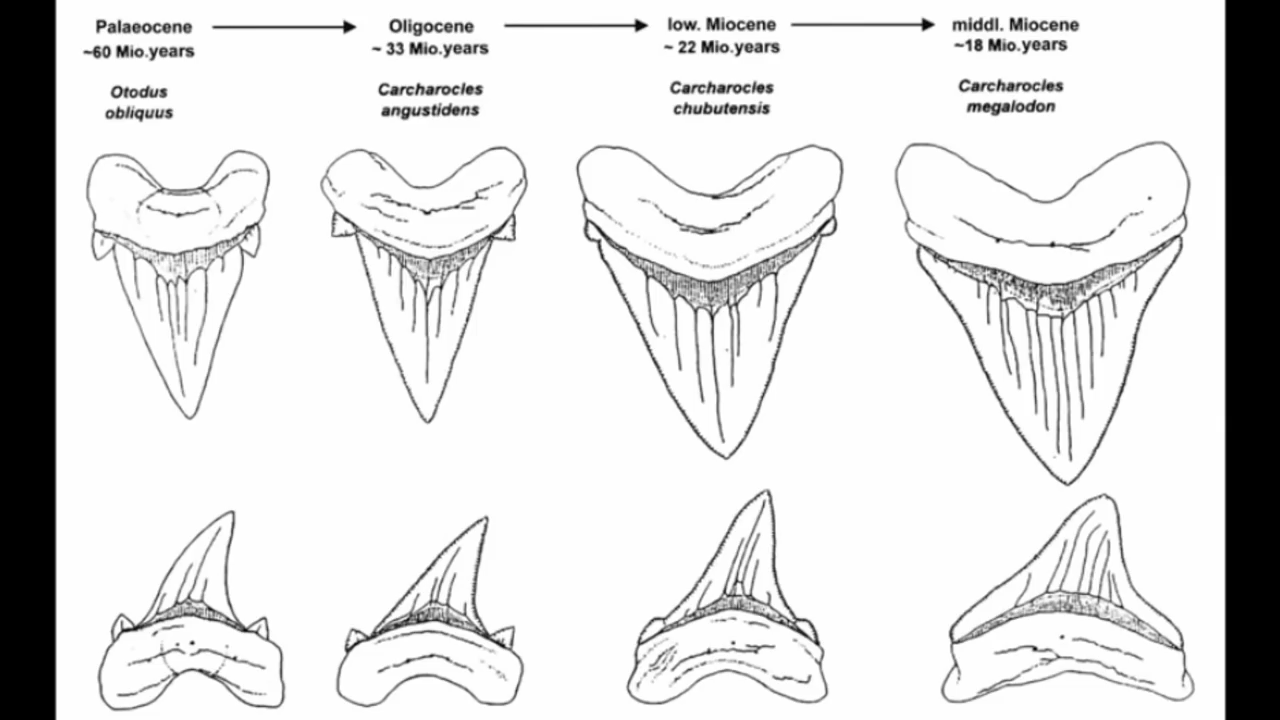 Palaeocene
~60 Mio.years
Otodus
obliquus
Oligocene
~ 33 Mio.years
Carcharocles
angustidens
low. Miocene
~ 22 Mio.years
Carcharocles
chubutensis
middl. Miocene
~18 Mio.years
Carcharocles
megalodon